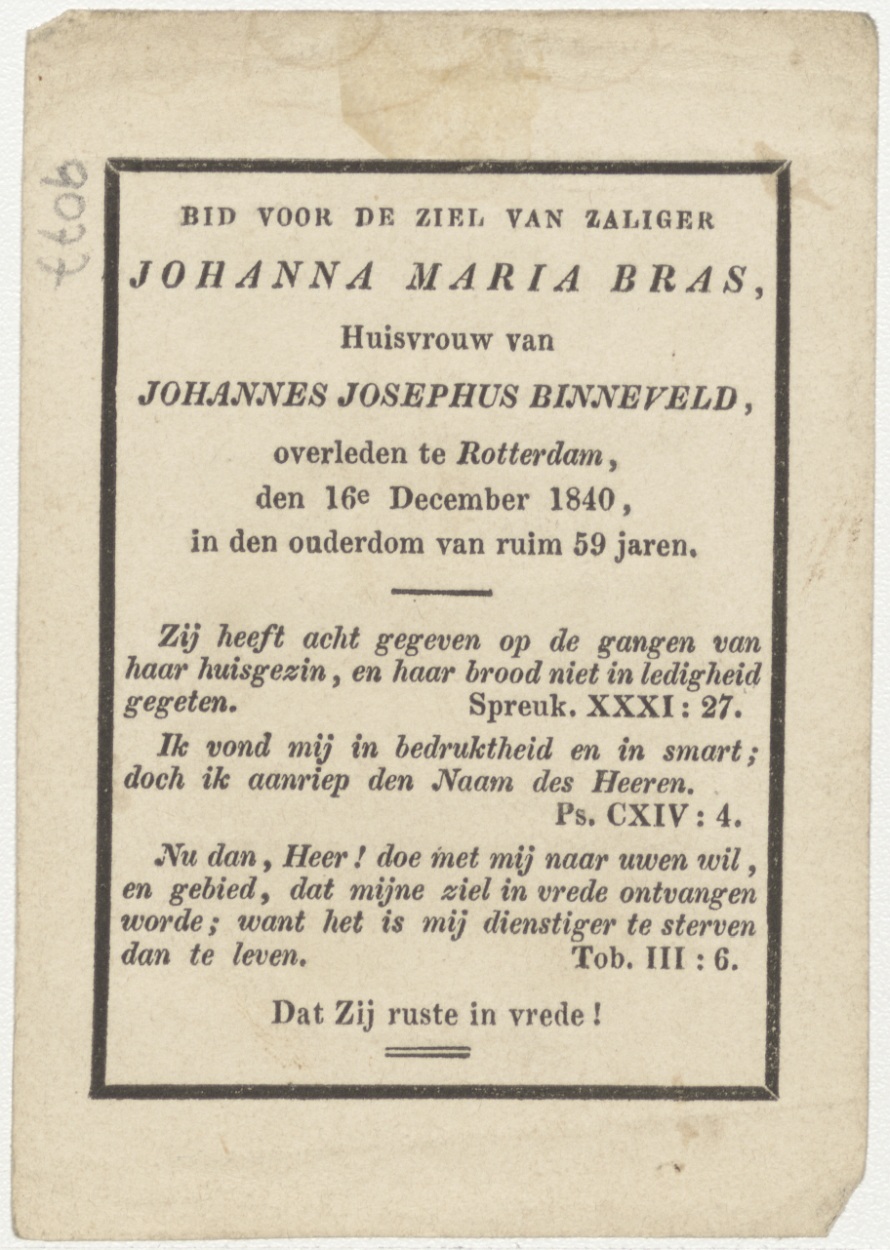 BID VOOR DE ZIEL VAN ZALIGER
JOHANNA MARIA BRAS,
Huisvrouw van
JOHANNES JOSEPHUS BINNEVELD,
overleden te Rotterdam,
den 16e December 1840,
in den ouderdom van ruim 59 jaren.
Zij heeft acht gegeven op de gangen van
haar huisgezin, en haar brood niet in ledigheid
gegeten. Spreuk. XXXI: 27.
Ik vond mij in bedruktheid en in smart;
doch ik aanriep den Naam des Heeren.
Ps. CXIV: 4.
Nu dan, Heer! doe met mij naar uwen wil,
en gebied, dat mijne ziel in vrede ontvangen
worde; want het is mij dienstiger te sterven
dan te leven. Tob. III: 6.
Dat Zij ruste in vrede!